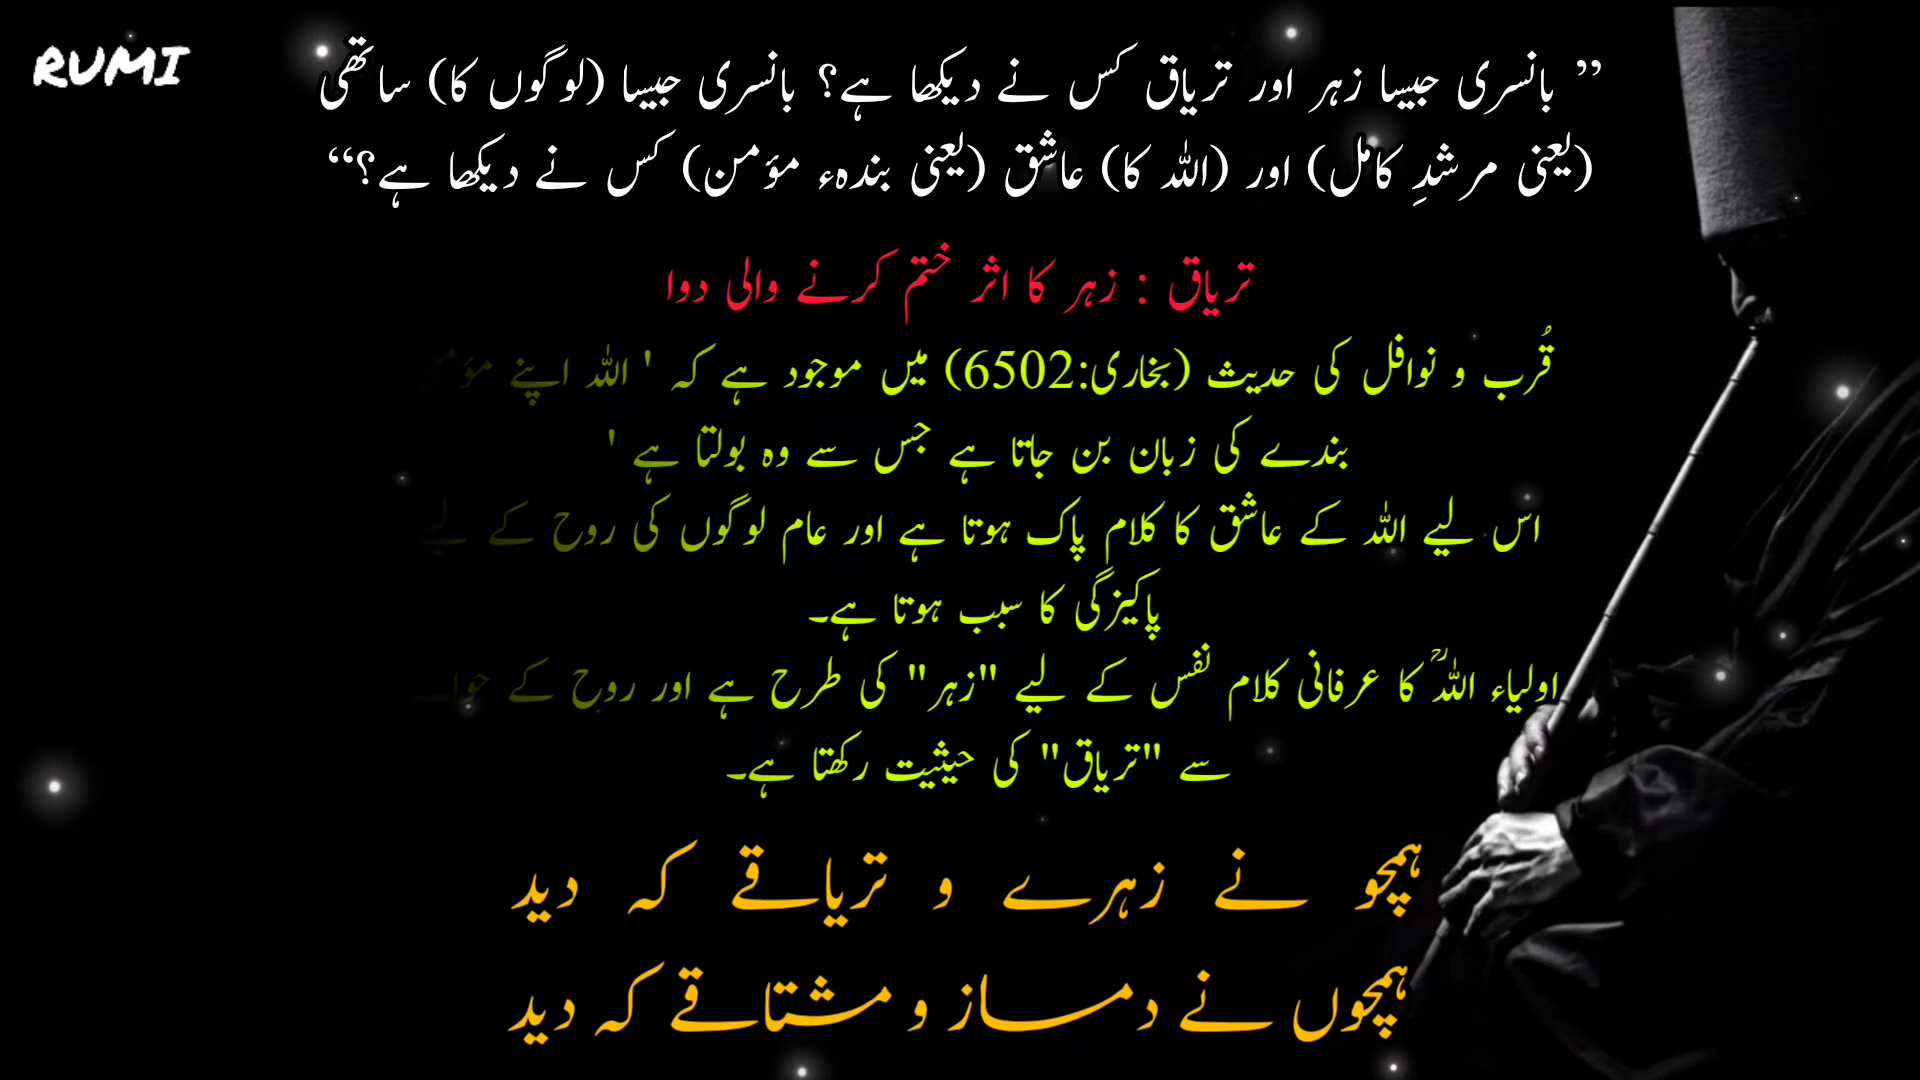 RUMI
” بانسری جیسا زہر اور تریاق کس نے دیکھا ہے؟ بانسری جیسا (لوگوں کا) ساتھی
(یعنی مرشدِ کامل) اور (اللہ کا) عاشق (یعنی بندہء مؤمن) کس نے دیکھا ہے؟“
تریاق : زہر کا اثر ختم کرنے والی دوا
قُرب و نوافل کی حدیث (بخاری:6502) میں موجود ہے کہ ' اللہ اپنے
بندے کی زبان بن جاتا ہے جس سے وہ بولتا ہے '
اس لیے اللہ کے عاشق کا کلام پاک ہوتا ہے اور عام لوگوں کی روح کے لیے
پاکیزگی کا سبب ہوتا ہے۔
اولیاء اللہؒ کا عرفانی کلام نفس کے لیے "زہر" کی طرح ہے اور روح کے
سے "تریاق" کی حیثیت رکھتا ہے۔
ہمچو نے زہرے و تریاقے کہ دید
ہمچوں نے دمساز و مشتاقے کہ دید